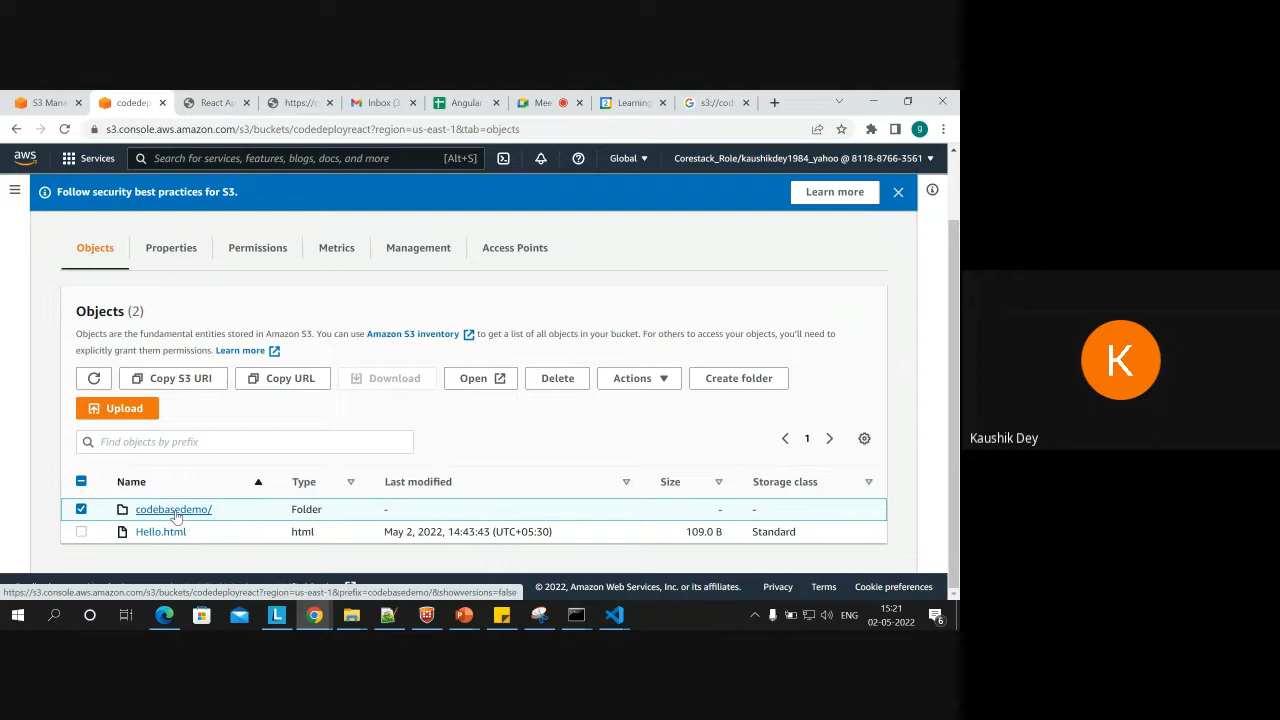 S3 Mana
codedep
React Ap
https://c
Inbox (3
Angular
Mee
Learning
s3://cod
s3.console.aws.amazon.com/s3/buckets/codedeployreact?region=us-east-1&tab=objects
g
aws
Services
Search for services, features, blogs, docs, and more
[Alt+S]
Global
Corestack_Role/kaushikdey1984_yahoo @ 8118-8766-3561
Follow security best practices for S3.
Learn more
Objects
Properties
Permissions
Metrics
Management
Access Points
Objects (2)
Objects are the fundamental entities stored in Amazon S3. You can use Amazon S3 inventory to get a list of all objects in your bucket. For others to access your objects, you'll need to
explicitly grant them permissions. Learn more
Copy S3 URI
Copy URL
Download
Open
Delete
Actions
Create folder
Upload
Find objects by prefix
1
Name
Type
Last modified
Size
Storage class
codebasedemo/
Folder
-
-
-
Hello.html
html
May 2, 2022, 14:43:43 (UTC+05:30)
109.0 B
Standard
K
Kaushik Dey
© 2022, Amazon Web Services, Inc. or its affiliates.
Privacy
Terms
Cookie preferences
https://s3.console.aws.amazon.com/s3/buckets/codedeployreact?region=us-east-1&prefix=codebasedemo/&showversions=false
L
ENG
15:21
02-05-2022
6